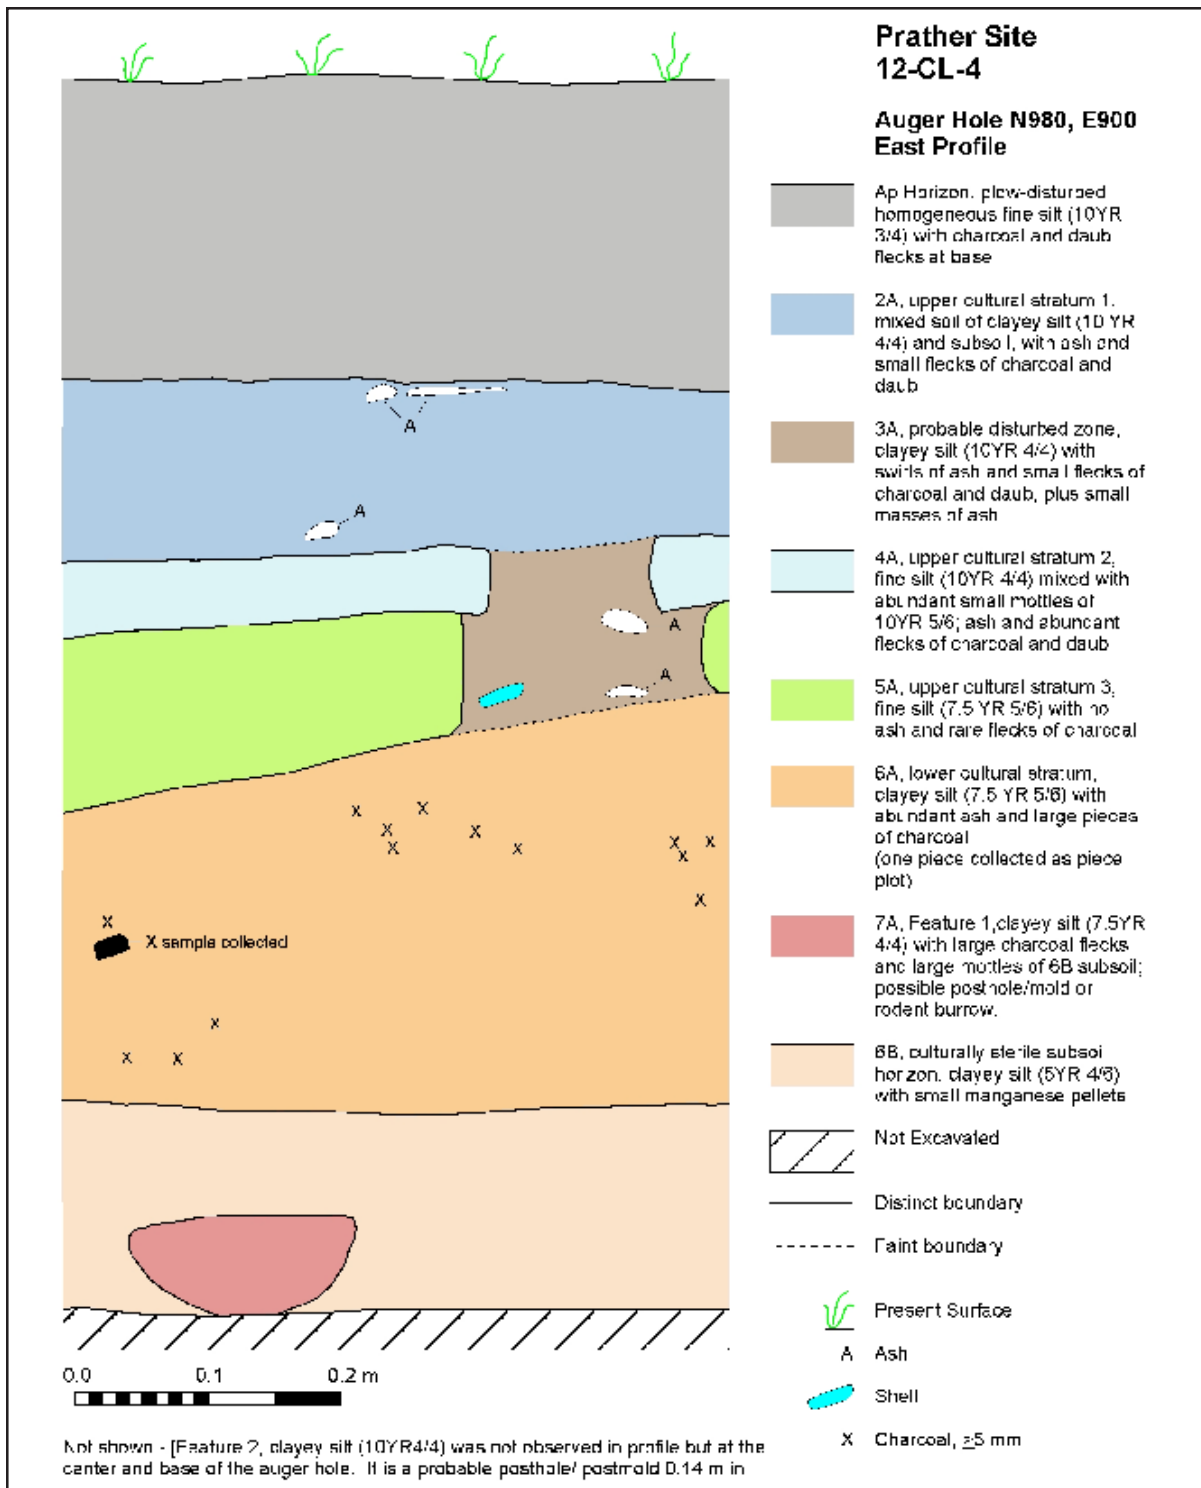 Prather Site
12-CL-4
Auger Hole N980, E900
East Profile
Ap Horizon, plow-disturbed
homogeneous fine silt (10YR
3/4) with charcoal and daub
flecks at base
2A, upper cultural stratum 1,
mixed soil of clayey silt (10 YR
4/4) and subsoil, with ash and
small flecks of charcoal and
daub
3A, probable disturbed zone,
clayey silt (10YR 4/4) with
swirls of ash and small flecks of
charcoal and daub, plus small
masses of ash
4A, upper cultural stratum 2,
fine silt (10YR 4/4) mixed with
abundant small mottles of
10YR 5/6; ash and abundant
flecks of charcoal and daub
5A, upper cultural stratum 3,
fine silt (7.5 YR 5/6) with no
ash and rare flecks of charcoal
6A, lower cultural stratum,
clayey silt (7.5 YR 5/6) with
abundant ash and large pieces
of charcoal
(one piece collected as piece
plot)
7A, Feature 1,clayey silt (7.5YR
4/4) with large charcoal flecks
and large mottles of 6B subsoil;
possible posthole/mold or
rodent burrow.
6B, culturally sterile subsoil
horizon, clayey silt (5YR 4/6)
with small manganese pellets
Not Excavated
Distinct boundary
Faint boundary
Present Surface
A Ash
Shell
X Charcoal, ≥5 mm
A
A
A
A
X X
X X X X X
X X X
X
X
X sample collected
X
X X
0.0 0.1 0.2 m
Not shown - [Feature 2, clayey silt (10YR4/4) was not observed in profile but at the
center and base of the auger hole. It is a probable posthole/ postmold 0.14 m in